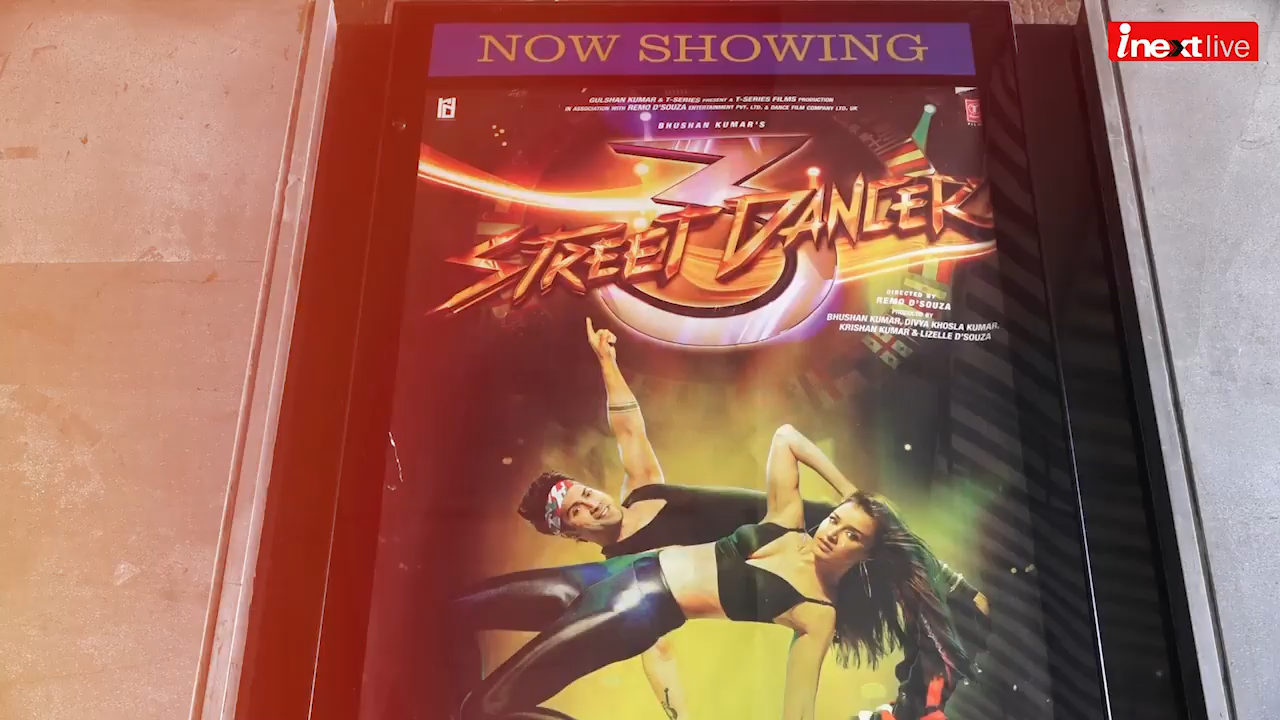 inextlive
NOW SHOWING
GULSHAN KUMAR & T-SERIES PRESENT A T-SERIES FILMS PRODUCTION
IN ASSOCIATION WITH REMO D'SOUZA ENTERTAINMENT PVT. LTD. & DANCE FILM COMPANY LTD. UK
BHUSHAN KUMAR'S
3
STREET DANCER
DIRECTED BY
REMO D'SOUZA
PRODUCED BY
BHUSHAN KUMAR, DIVYA KHOSLA KUMAR,
KRISHAN KUMAR & LIZELLE D'SOUZA